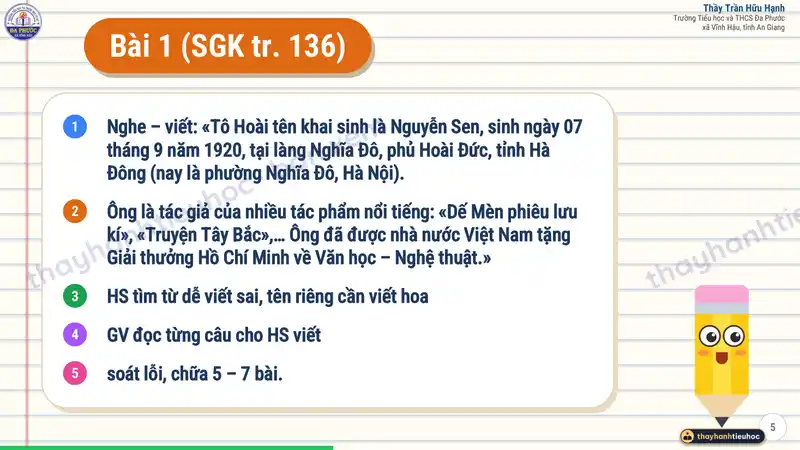 Thầy Trần Hữu Hạnh
Trường Tiểu học và THCS Đa Phước
xã Vĩnh Hậu, tỉnh An Giang
ĐA PHƯỚC
Bài 1 (SGK tr. 136)
1 Nghe – viết: «Tô Hoài tên khai sinh là Nguyễn Sen, sinh ngày 07
tháng 9 năm 1920, tại làng Nghĩa Đô, phủ Hoài Đức, tỉnh Hà
Đông (nay là phường Nghĩa Đô, Hà Nội).
2 Ông là tác giả của nhiều tác phẩm nổi tiếng: «Dế Mèn phiêu lưu
kí», «Truyện Tây Bắc»,… Ông đã được nhà nước Việt Nam tặng
Giải thưởng Hồ Chí Minh về Văn học – Nghệ thuật.»
3 HS tìm từ dễ viết sai, tên riêng cần viết hoa
4 GV đọc từng câu cho HS viết
5 soát lỗi, chữa 5 – 7 bài.
thayhanhtieuhoc
5